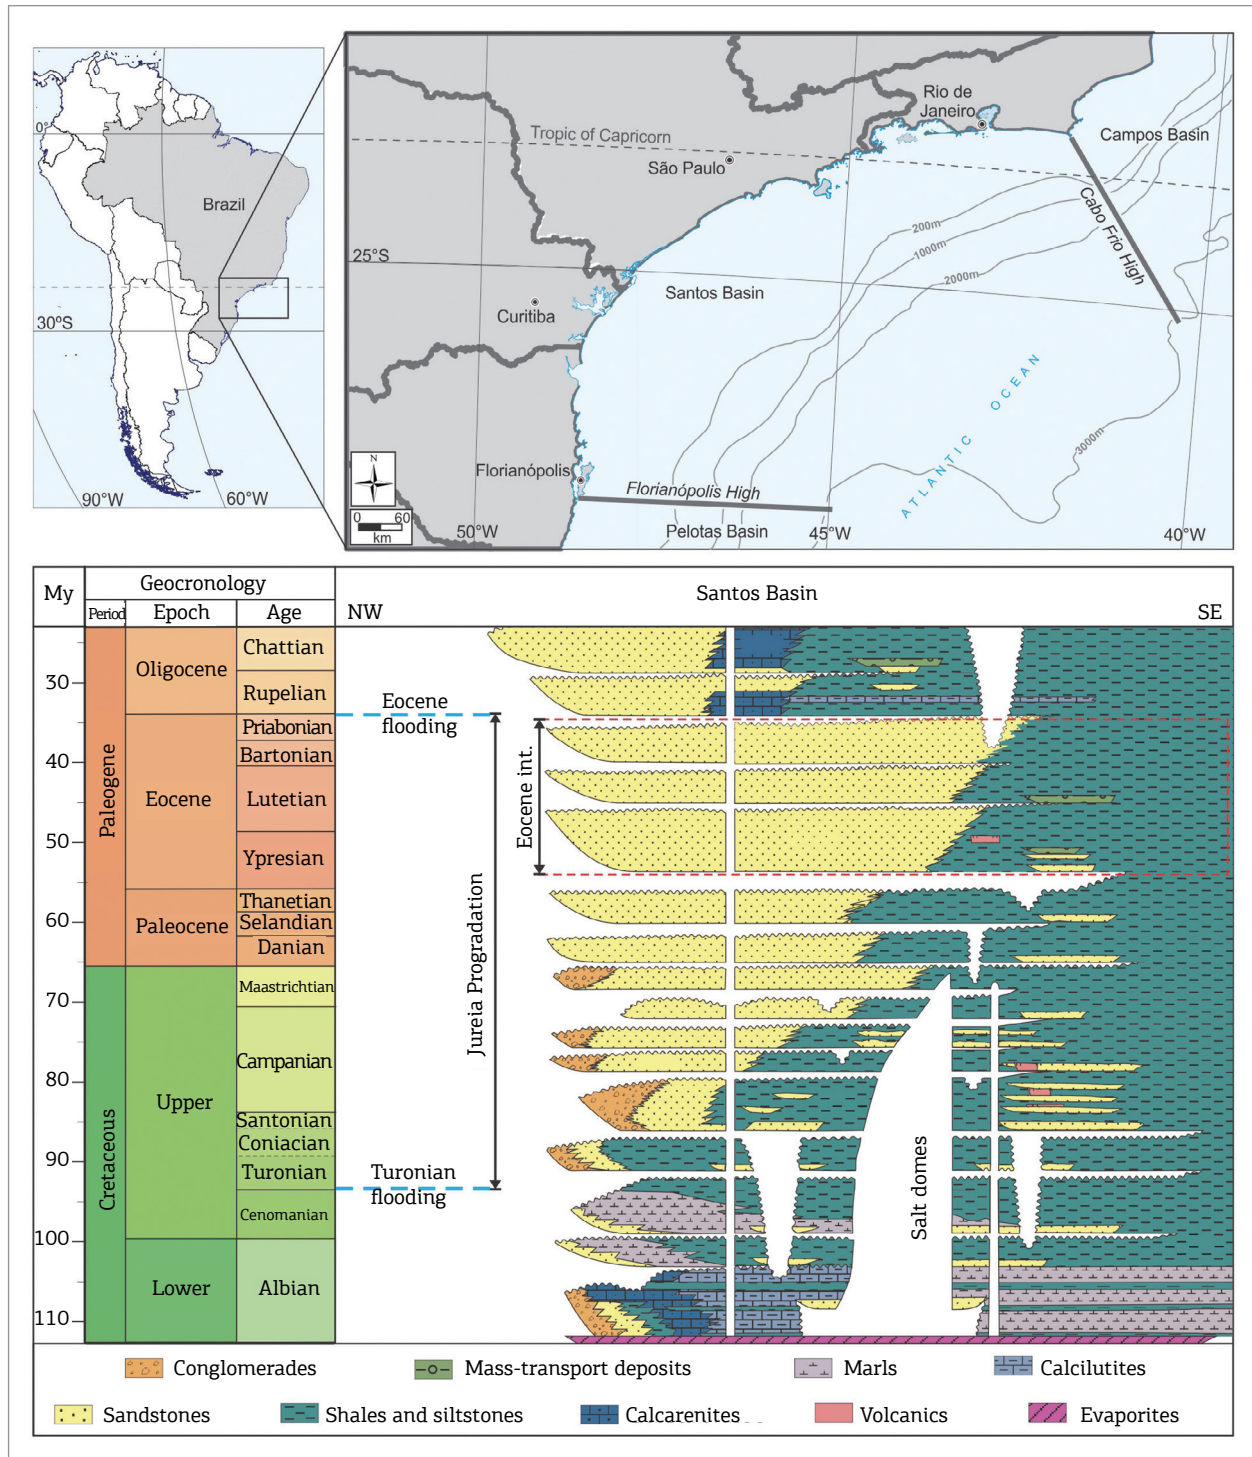 0°
Brazil
30ºS
90°W
60°W
Rio de
Janeiro
Campos Basin
Tropic of Capricorn
São Paulo
Cabo Frio High
200m
1000m
2000m
25°S
Santos Basin
Curitiba
ATLANTIC OCEAN
3000m
Florianópolis
N
Florianópolis High
0 60
km
50°W
Pelotas Basin
45°W
40°W
My
Geocronology
Period
Epoch
Age
Santos Basin
NW
SE
30
40
50
60
70
80
90
100
110
Paleogene
Cretaceous
Oligocene
Eocene
Paleocene
Upper
Lower
Chattian
Rupelian
Priabonian
Bartonian
Lutetian
Ypresian
Thanetian
Selandian
Danian
Maastrichtian
Campanian
Santonian
Coniacian
Turonian
Cenomanian
Albian
Eocene
flooding
Turonian
flooding
Jureia Progradation
Eocene int.
Salt domes
Conglomerades
Mass-transport deposits
Marls
Calcilutites
Sandstones
Shales and siltstones
Calcarenites
Volcanics
Evaporites